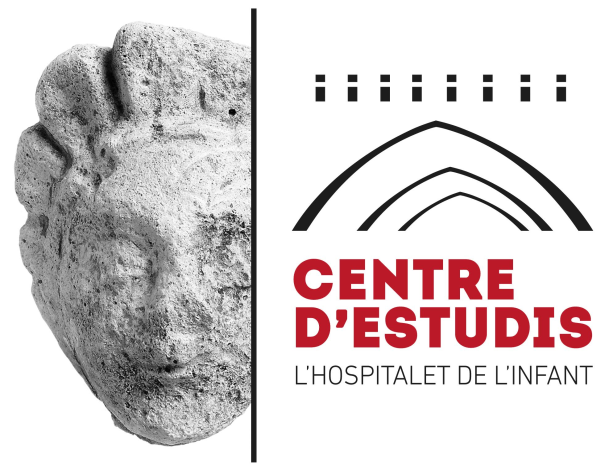 CENTRE
D'ESTUDIS
L'HOSPITALET DE L'INFANT